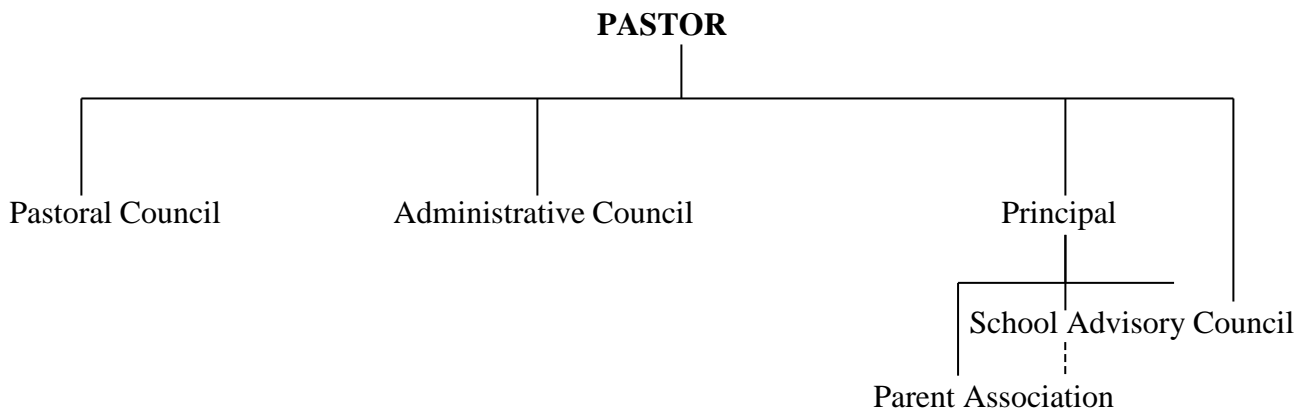 PASTOR
Pastoral Council
Administrative Council
Principal
School Advisory Council
Parent Association